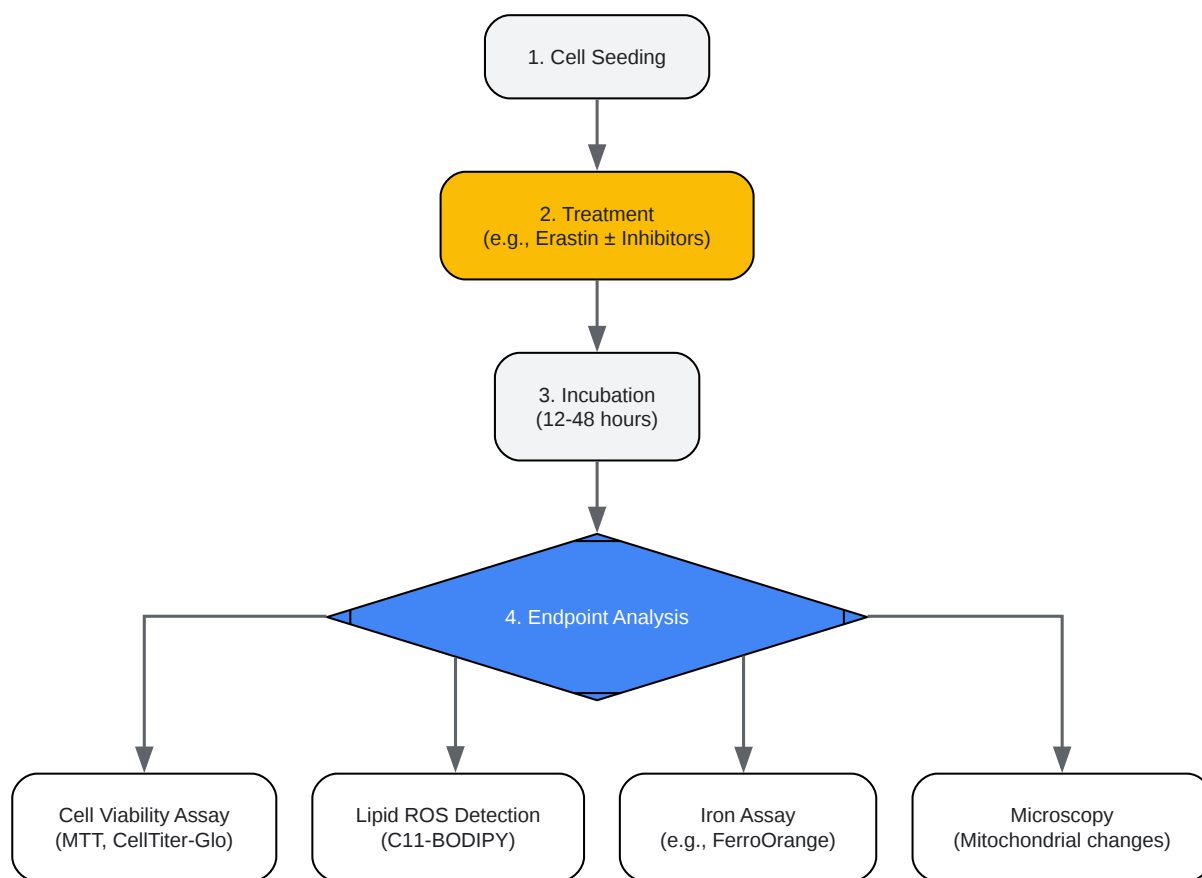 1. Cell Seeding
2. Treatment
(e.g., Erastin ± Inhibitors)
3. Incubation
(12-48 hours)
4. Endpoint Analysis
Cell Viability Assay
(MTT, CellTiter-Glo)
Lipid ROS Detection
(C11-BODIPY)
Iron Assay
(e.g., FerroOrange)
Microscopy
(Mitochondrial changes)